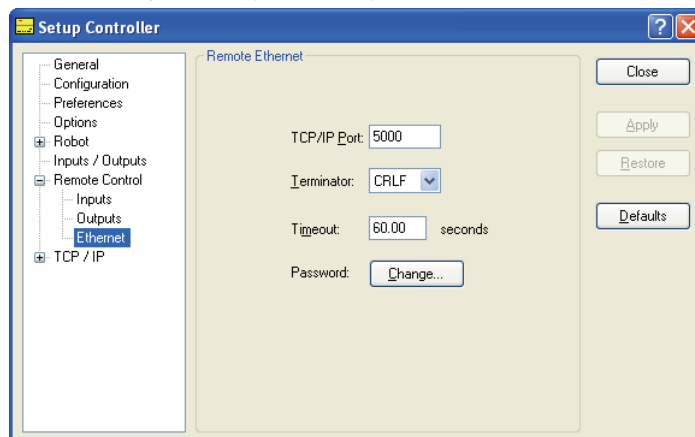 Setup Controller
General
Configuration
Preferences
Options
Robot
Inputs / Outputs
Remote Control
Inputs
Outputs
Ethernet
TCP / IP
Remote Ethernet
TCP/IP Port: 5000
Terminator: CRLF
Timeout: 60.00 seconds
Password: Change...
Close
Apply
Restore
Defaults